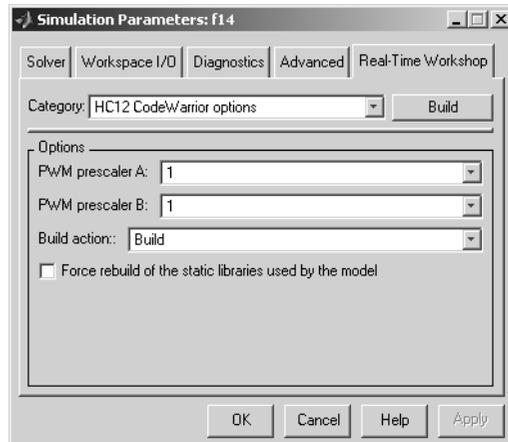 Simulation Parameters: f14
Solver Workspace I/O Diagnostics Advanced Real-Time Workshop
Category: HC12 CodeWarrior options Build
Options
PWM prescaler A: 1
PWM prescaler B: 1
Build action:: Build
Force rebuild of the static libraries used by the model
OK Cancel Help Apply